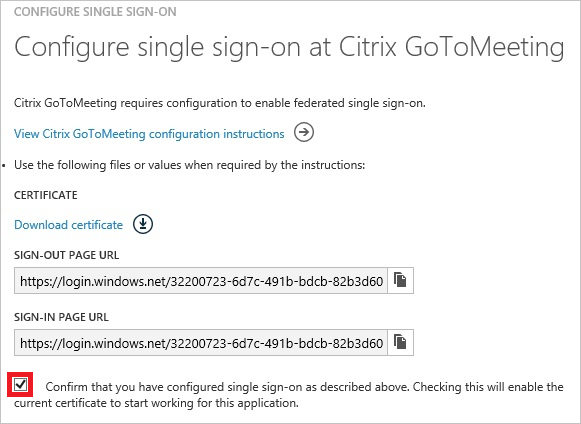 CONFIGURE SINGLE SIGN-ON
Configure single sign-on at Citrix GoToMeeting
Citrix GoToMeeting requires configuration to enable federated single sign-on.
View Citrix GoToMeeting configuration instructions
• Use the following files or values when required by the instructions:
CERTIFICATE
Download certificate
SIGN-OUT PAGE URL
https://login.windows.net/32200723-6d7c-491b-bdcb-82b3d60
SIGN-IN PAGE URL
https://login.windows.net/32200723-6d7c-491b-bdcb-82b3d60
Confirm that you have configured single sign-on as described above. Checking this will enable the
current certificate to start working for this application.